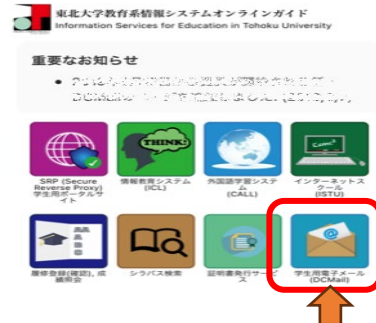 東北大学教育系情報システムオンラインガイド
Information Services for Education in Tohoku University
重要なお知らせ
THINK!
SRP (Secure
Reverse Proxy)
学生用ポータルサ
イト
情報教育システム
(ICL)
外国語学習システ
ム
(CALL)
インターネットス
クール
(ISTU)
履修登録(確認)、成
績照会
シラバス検索
証明書発行サービ
ス
学生用電子メール
(DCMail)